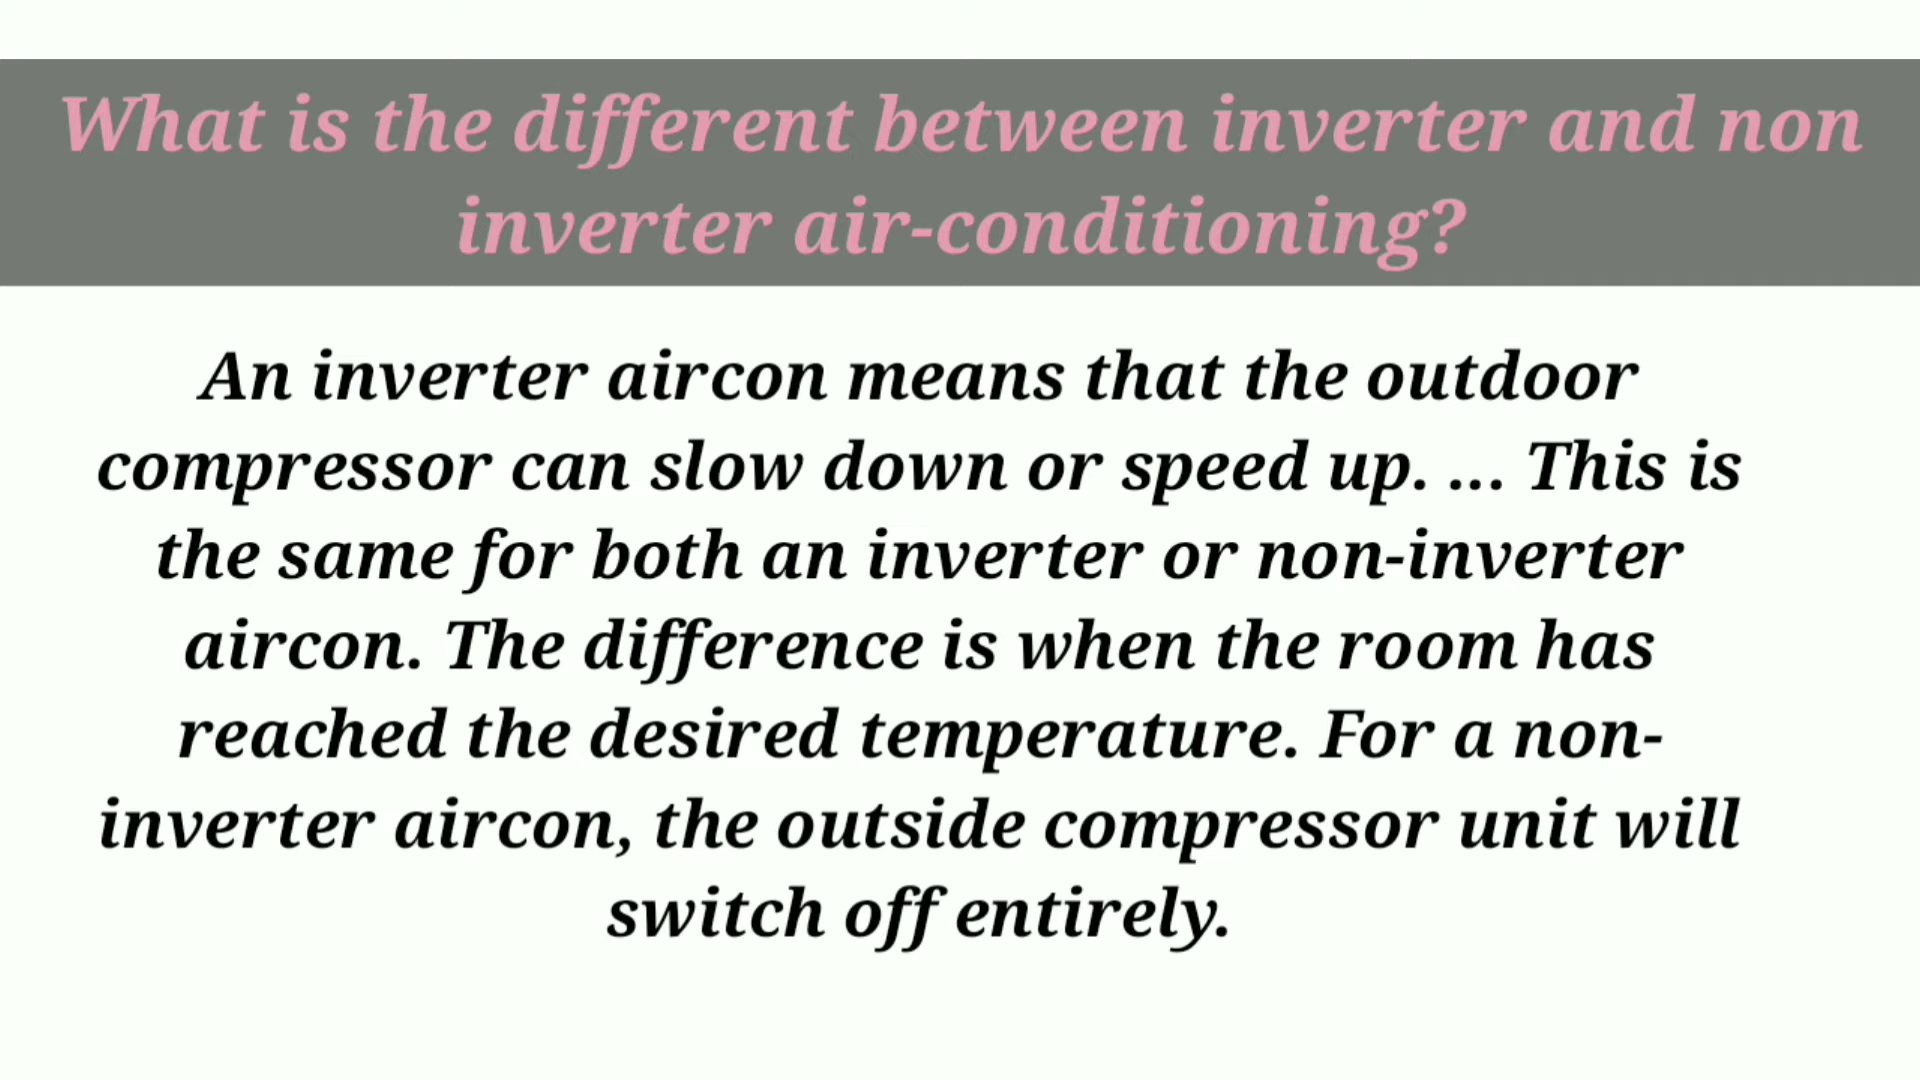 What is the different between inverter and non
inverter air-conditioning?
An inverter aircon means that the outdoor
compressor can slow down or speed up. ... This is
the same for both an inverter or non-inverter
aircon. The difference is when the room has
reached the desired temperature. For a non-
inverter aircon, the outside compressor unit will
switch off entirely.